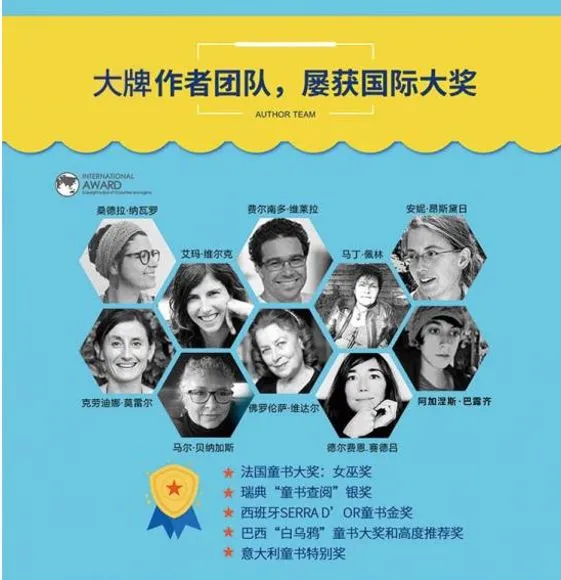 大牌作者团队，屡获国际大奖
AUTHOR TEAM
INTERNATIONAL
AWARD
桑德拉·纳瓦罗
费尔南多·维莱拉
安妮·昂斯黛日
艾玛·维尔克
马丁·佩林
克劳迪娜·莫雷尔
佛罗伦萨·维达尔
阿加涅斯·巴露齐
马尔·贝纳加斯
德尔费恩.赛德吕
法国童书大奖：女巫奖
瑞典“童书查阅”银奖
西班牙SERRA D’OR童书金奖
巴西“白乌鸦”童书大奖和高度推荐奖
意大利童书特别奖